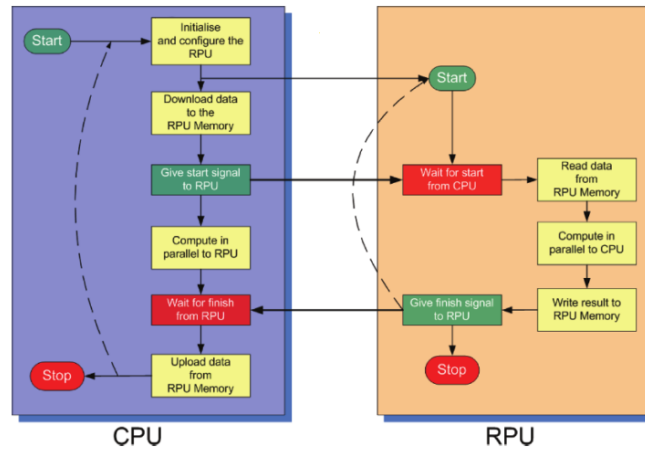 Start
Initialise
and configure the
RPU
Download data
to the
RPU Memory
Give start signal
to RPU
Compute in
parallel to RPU
Wait for finish
from RPU
Upload data
from
RPU Memory
Stop
CPU
Start
Wait for start
from CPU
Read data
from
RPU Memory
Compute in
parallel to CPU
Write result to
RPU Memory
Give finish signal
to RPU
Stop
RPU